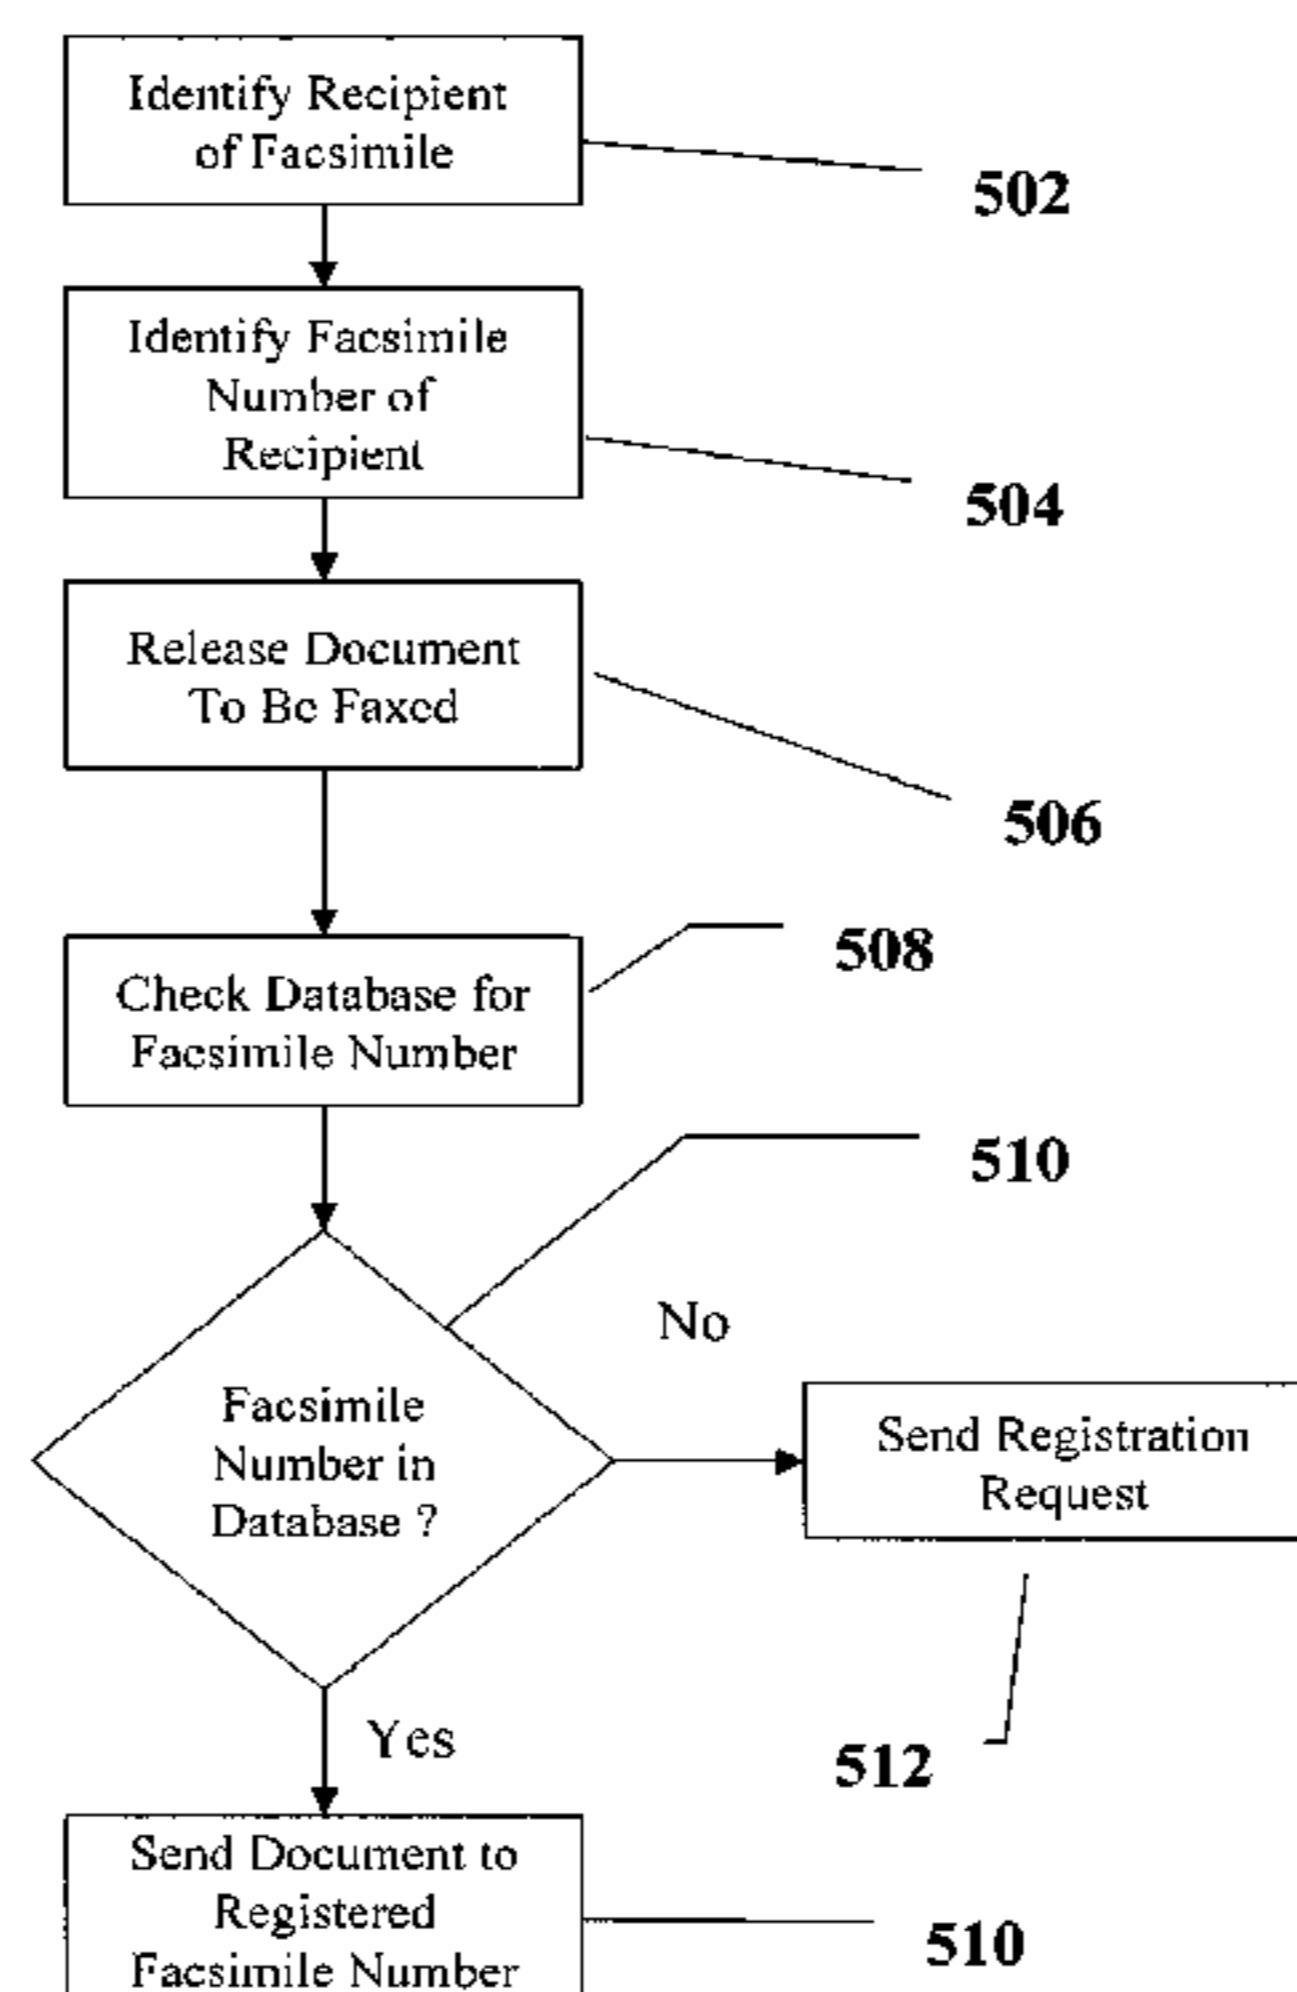 Identify Recipient
of Facsimile
502
Identify Facsimile
Number of
Recipient
504
Release Document
To Be Faxed
506
Check Database for
Facsimile Number
508
510
No
Facsimile
Number in
Database ?
Send Registration
Request
Yes
512
Send Document to
Registered
Facsimile Number
510